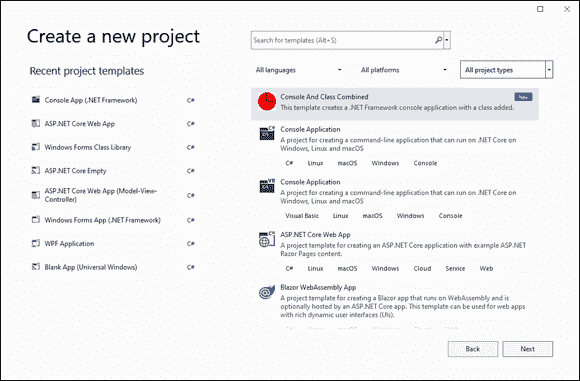 Create a new project
Search for templates (Alt+S)
Recent project templates
All languages
All platforms
All project types
Console App (.NET Framework) C#
ASP.NET Core Web App C#
Windows Forms Class Library C#
ASP.NET Core Empty C#
ASP.NET Core Web App (Model-View-
Controller) C#
Windows Forms App (.NET Framework) C#
WPF Application C#
Blank App (Universal Windows) C#
Console And Class Combined New
This template creates a .NET Framework console application with a class added.
Console Application
A project for creating a command-line application that can run on .NET Core on
Windows, Linux and macOS
C# Linux macOS Windows Console
Console Application
A project for creating a command-line application that can run on .NET Core on
Windows, Linux and macOS
Visual Basic Linux macOS Windows Console
ASP.NET Core Web App
A project template for creating an ASP.NET Core application with example ASP.NET
Razor Pages content.
C# Linux macOS Windows Cloud Service Web
Blazor WebAssembly App
A project template for creating a Blazor app that runs on WebAssembly and is
optionally hosted by an ASP.NET Core app. This template can be used for web apps
with rich dynamic user interfaces (UIs).
Back
Next